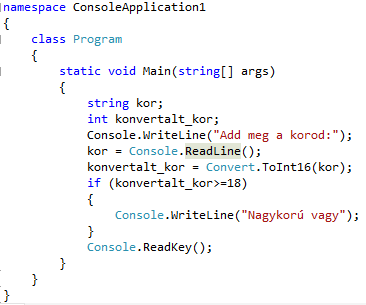 namespace ConsoleApplication1
{
    class Program
    {
        static void Main(string[] args)
        {
            string kor;
            int konvertalt_kor;
            Console.WriteLine("Add meg a korod:");
            kor = Console.ReadLine();
            konvertalt_kor = Convert.ToInt16(kor);
            if (konvertalt_kor>=18)
            {
                Console.WriteLine("Nagykorú vagy");
            }
            Console.ReadKey();
        }
    }
}